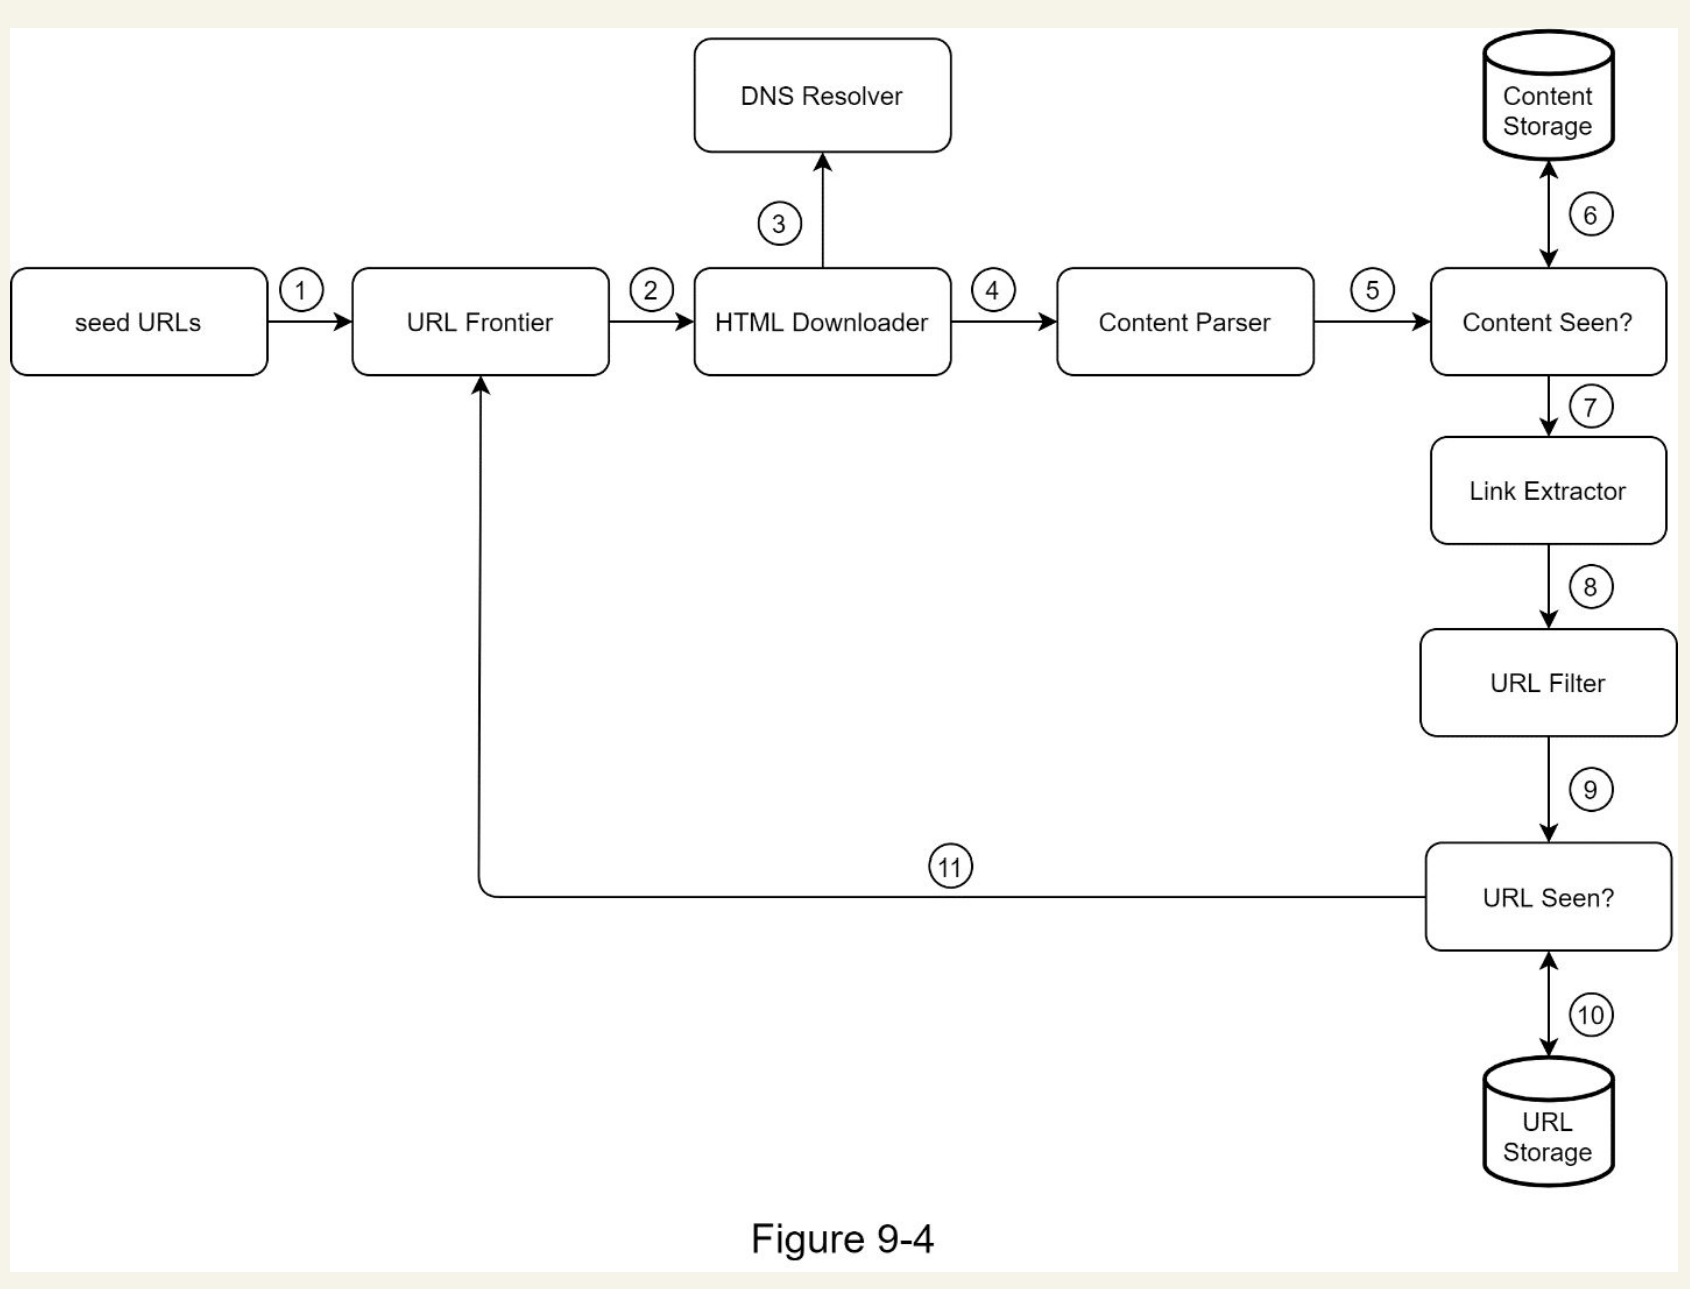 DNS Resolver
Content
Storage
3
6
seed URLs
1
URL Frontier
2
HTML Downloader
4
Content Parser
5
Content Seen?
7
Link Extractor
8
URL Filter
9
11
URL Seen?
10
URL
Storage
Figure 9-4